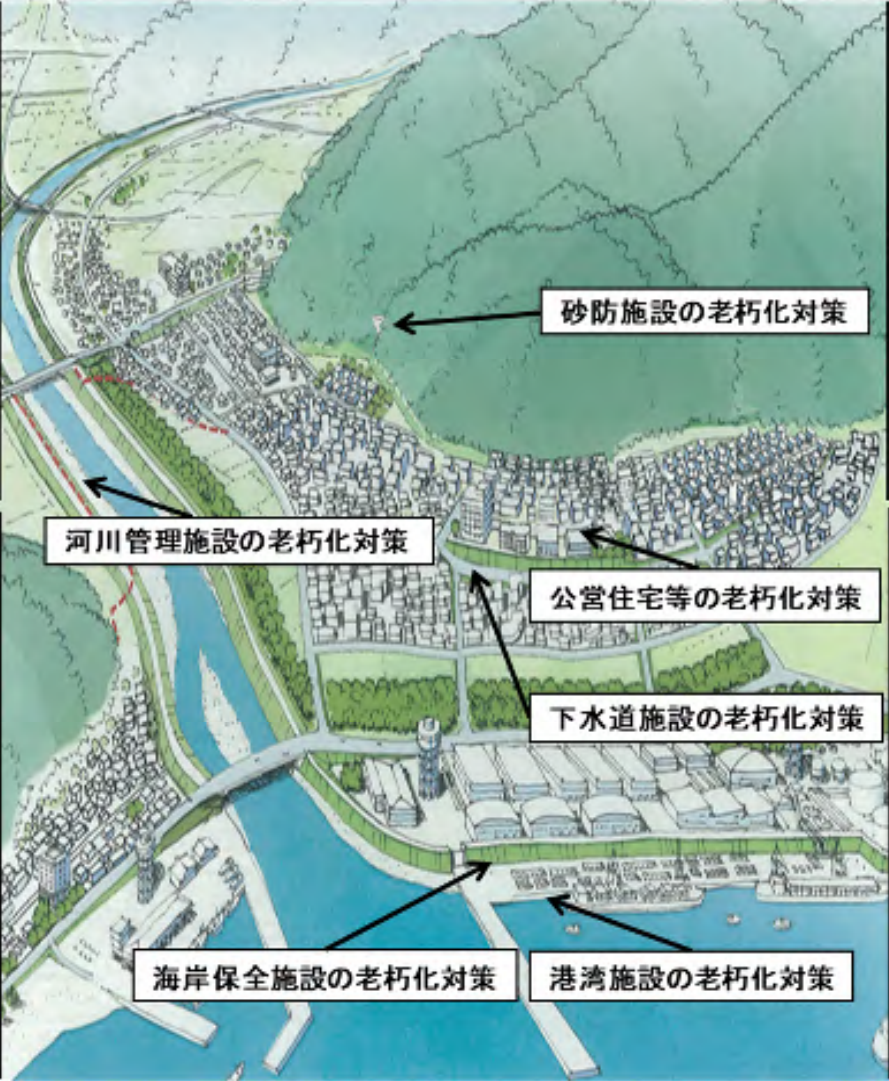 砂防施設の老朽化対策
河川管理施設の老朽化対策
公営住宅等の老朽化対策
下水道施設の老朽化対策
海岸保全施設の老朽化対策
港湾施設の老朽化対策